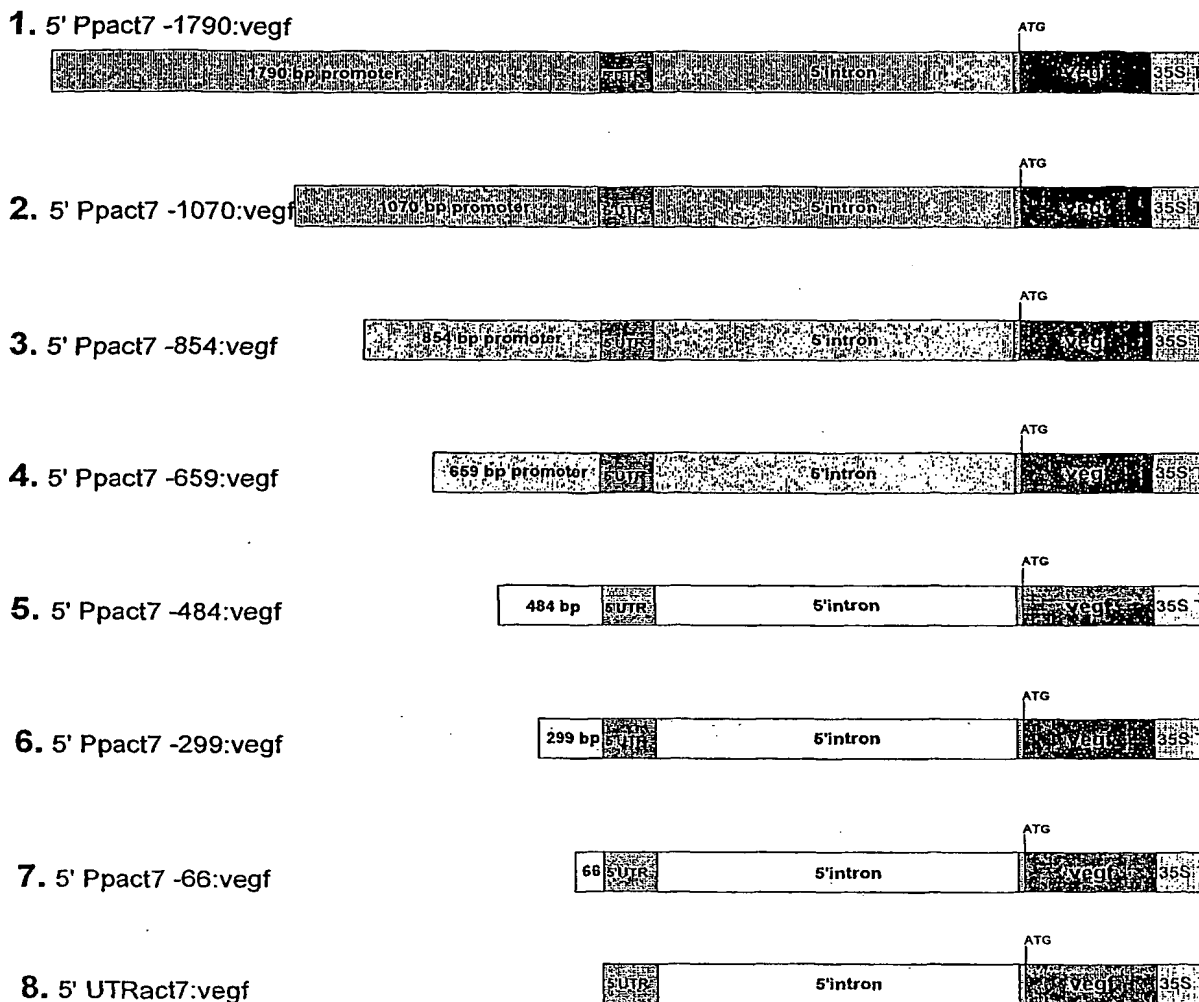 1. 5' Ppact7 -1790:vegf
ATG
1790 bp promoter 5'UTR 5'intron vegf 35S T
ATG
2. 5' Ppact7 -1070:vegf 1070 bp promoter 5'UTR 5'intron vegf 35S T
ATG
3. 5' Ppact7 -854:vegf 854 bp promoter 5'UTR 5'intron vegf 35S T
ATG
4. 5' Ppact7 -659:vegf 659 bp promoter 5'UTR 5'intron vegf 35S T
ATG
5. 5' Ppact7 -484:vegf 484 bp 5'UTR 5'intron vegf 35S T
ATG
6. 5' Ppact7 -299:vegf 299 bp 5'UTR 5'intron vegf 35S T
ATG
7. 5' Ppact7 -66:vegf 66 5'UTR 5'intron vegf 35S T
ATG
8. 5' UTRact7:vegf 5'UTR 5'intron vegf 35S T